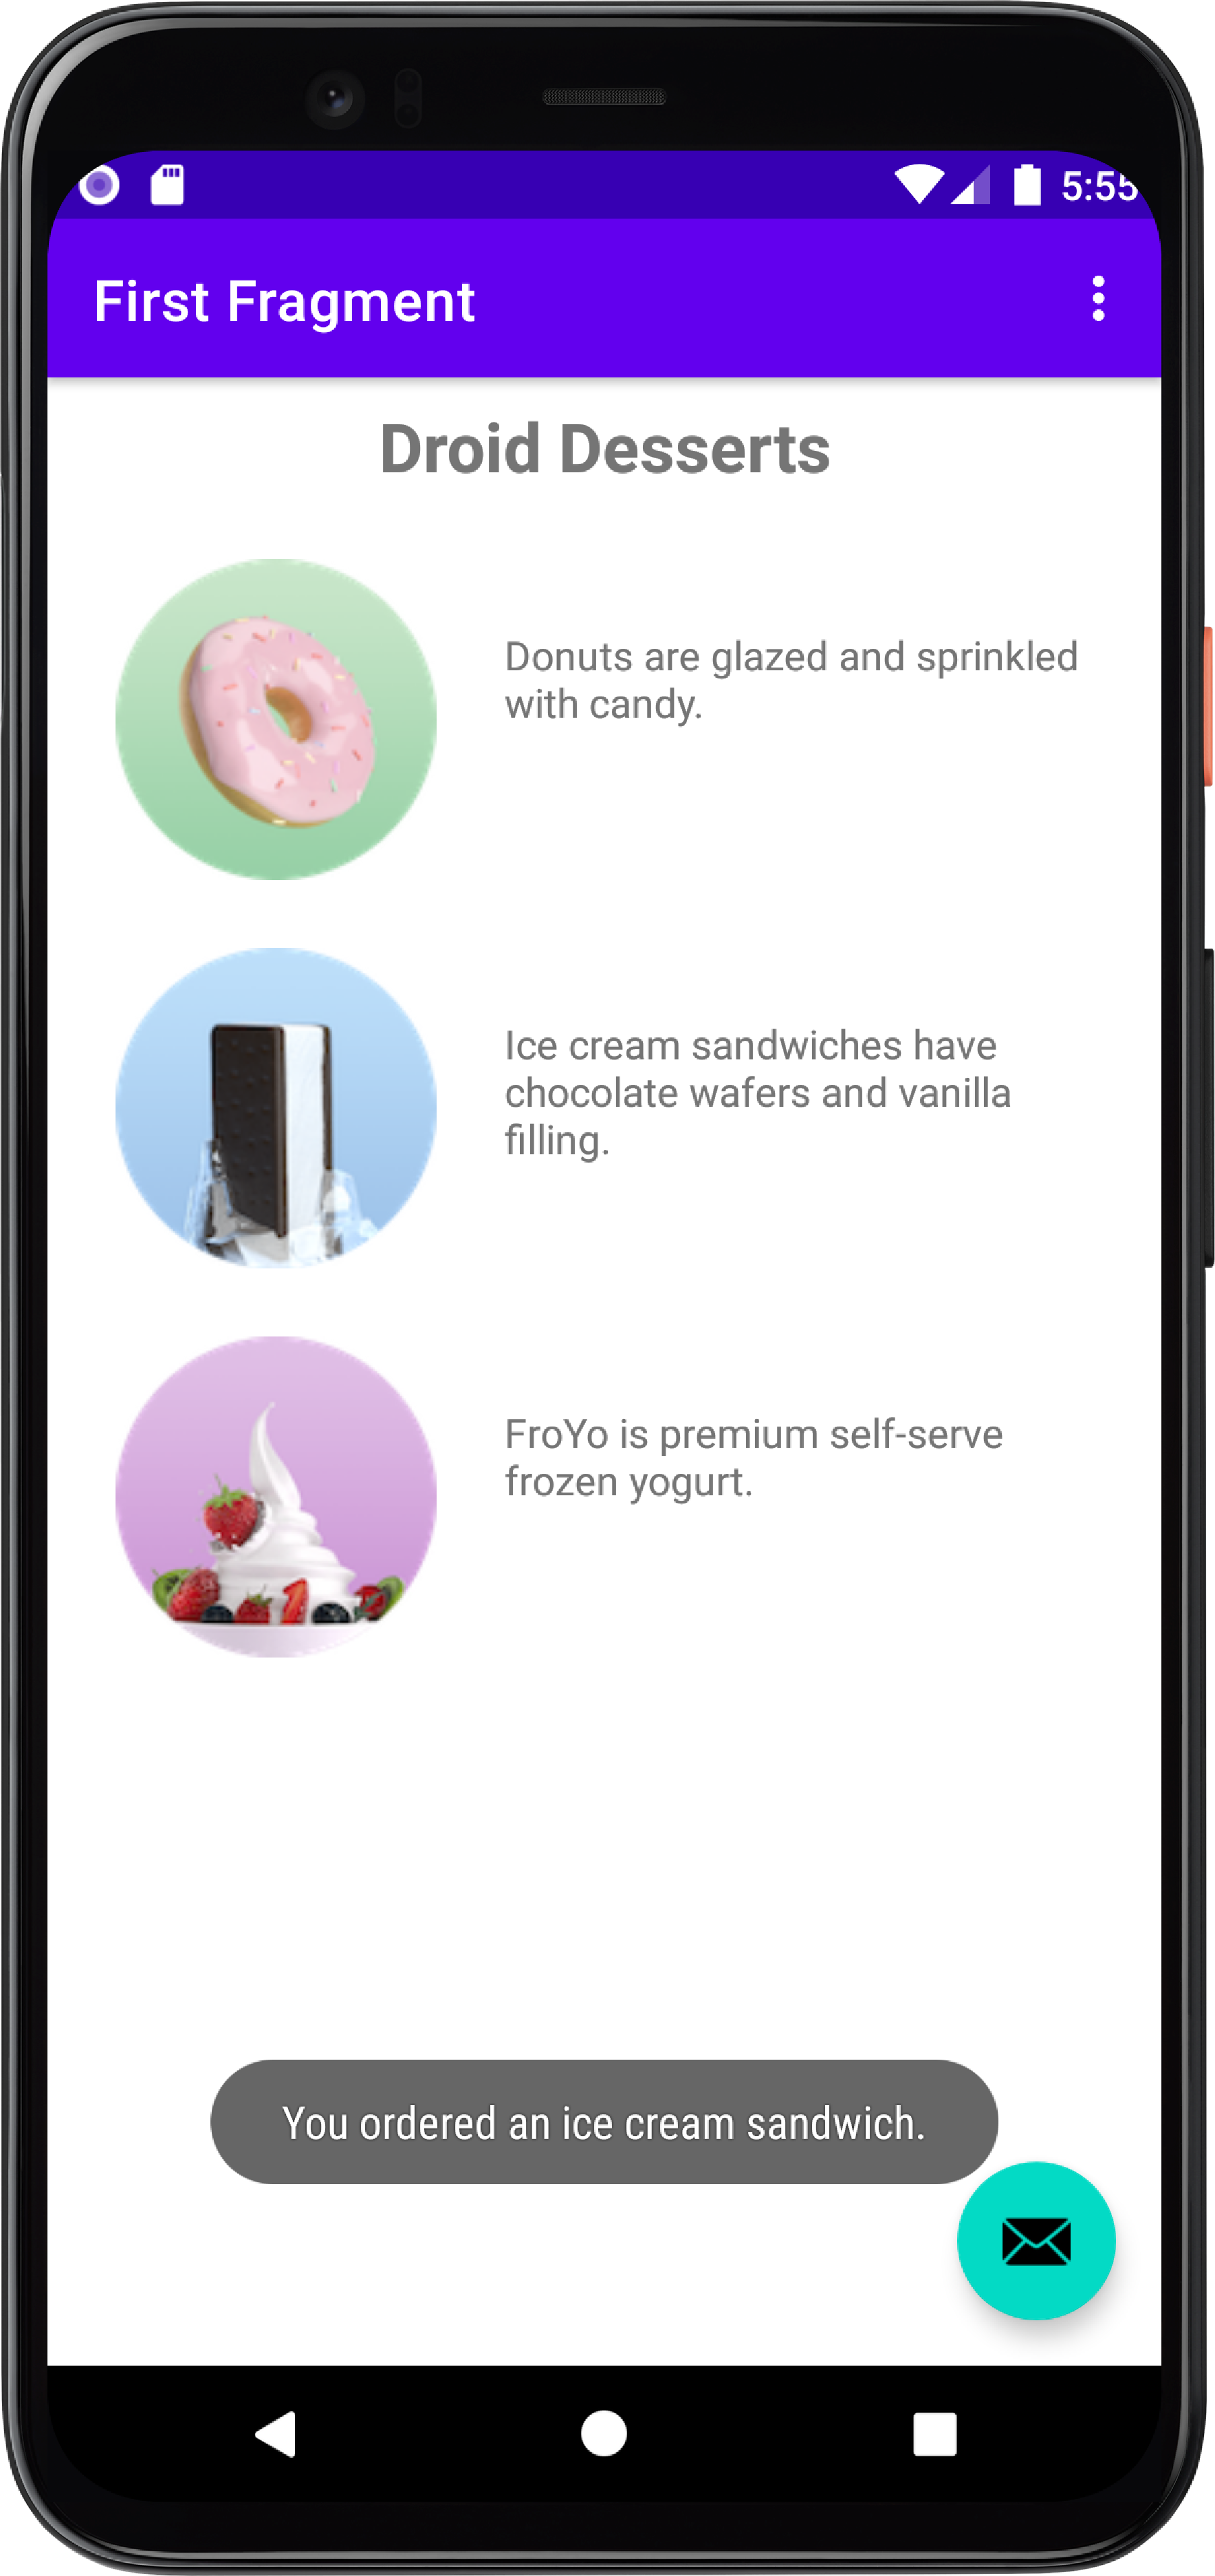 5:55
First Fragment
Droid Desserts
Donuts are glazed and sprinkled
with candy.
Ice cream sandwiches have
chocolate wafers and vanilla
filling.
FroYo is premium self-serve
frozen yogurt.
You ordered an ice cream sandwich.